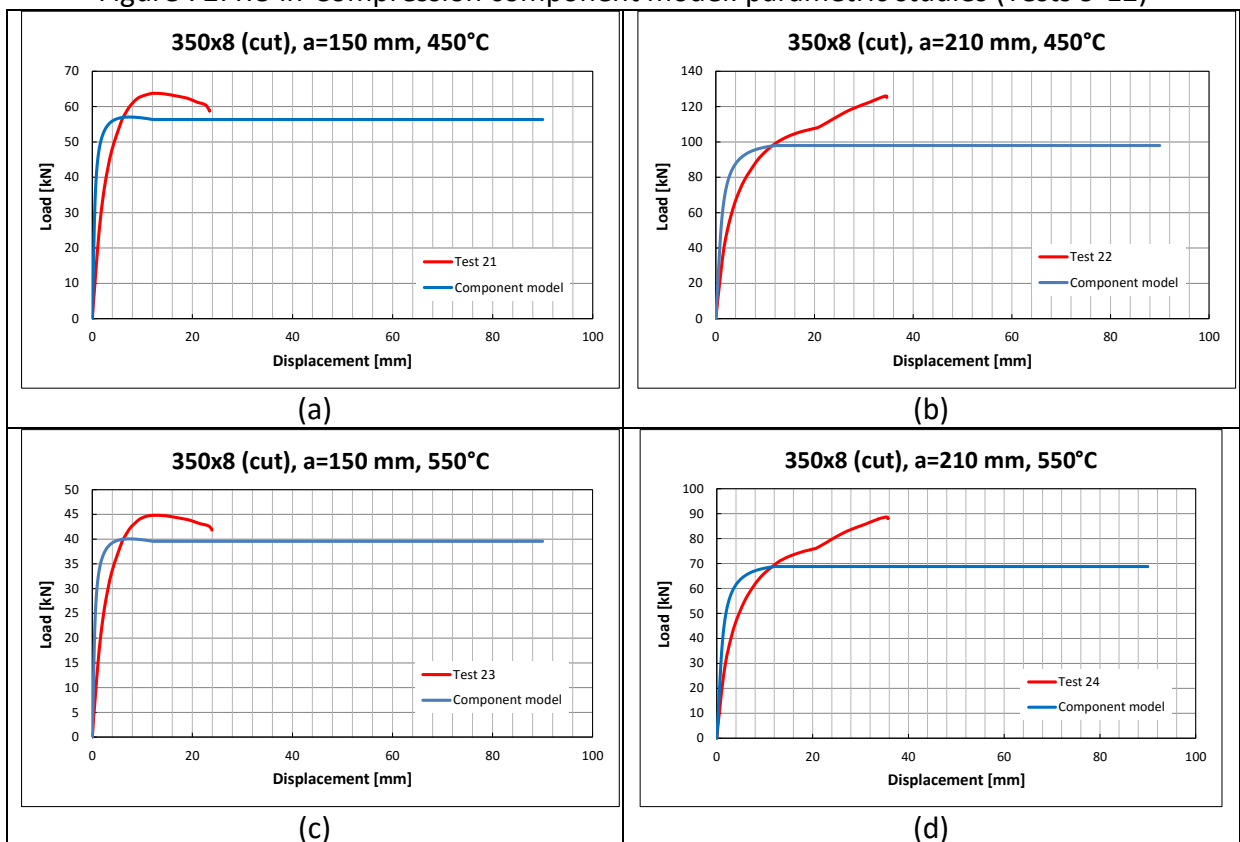 Figure component model: parametric studies (Tests
350x8 (cut), a=150 mm, 450°C
70
60
50
40
30
20
10
0
Load [kN]
Test 21
Component model
0 20 40 60 80 100
Displacement [mm]
(a)
350x8 (cut), a=210 mm, 450°C
140
120
100
80
60
40
20
0
Load [kN]
Test 22
Component model
0 20 40 60 80 100
Displacement [mm]
(b)
350x8 (cut), a=150 mm, 550°C
50
45
40
35
30
25
20
15
10
5
0
Load [kN]
Test 23
Component model
0 20 40 60 80 100
Displacement [mm]
(c)
350x8 (cut), a=210 mm, 550°C
100
90
80
70
60
50
40
30
20
10
0
Load [kN]
Test 24
Component model
0 20 40 60 80 100
Displacement [mm]
(d)